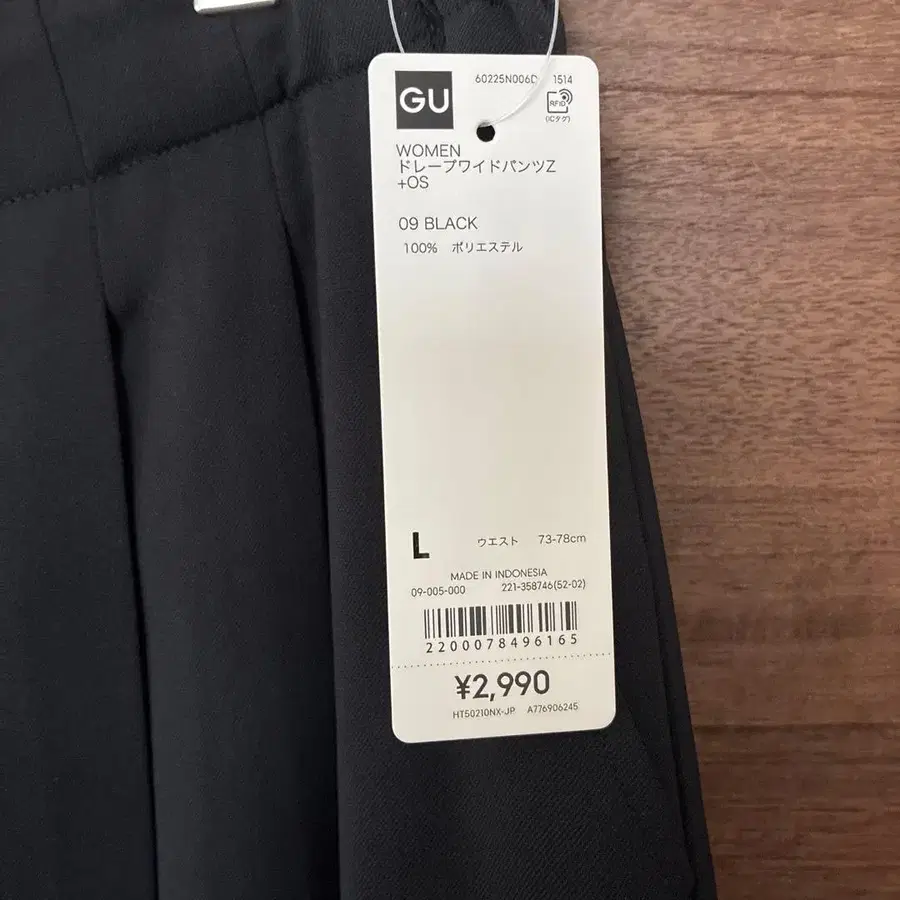 GU
60225N006D 1514
RFID
(ICタグ)
WOMEN
ドレープワイドパンツZ
+OS
09 BLACK
100% ポリエステル
L ウエスト 73-78cm
MADE IN INDONESIA
09-005-000 221-358746(52-02)
2200078496165
¥2,990
HT50210NX-JP A776906245